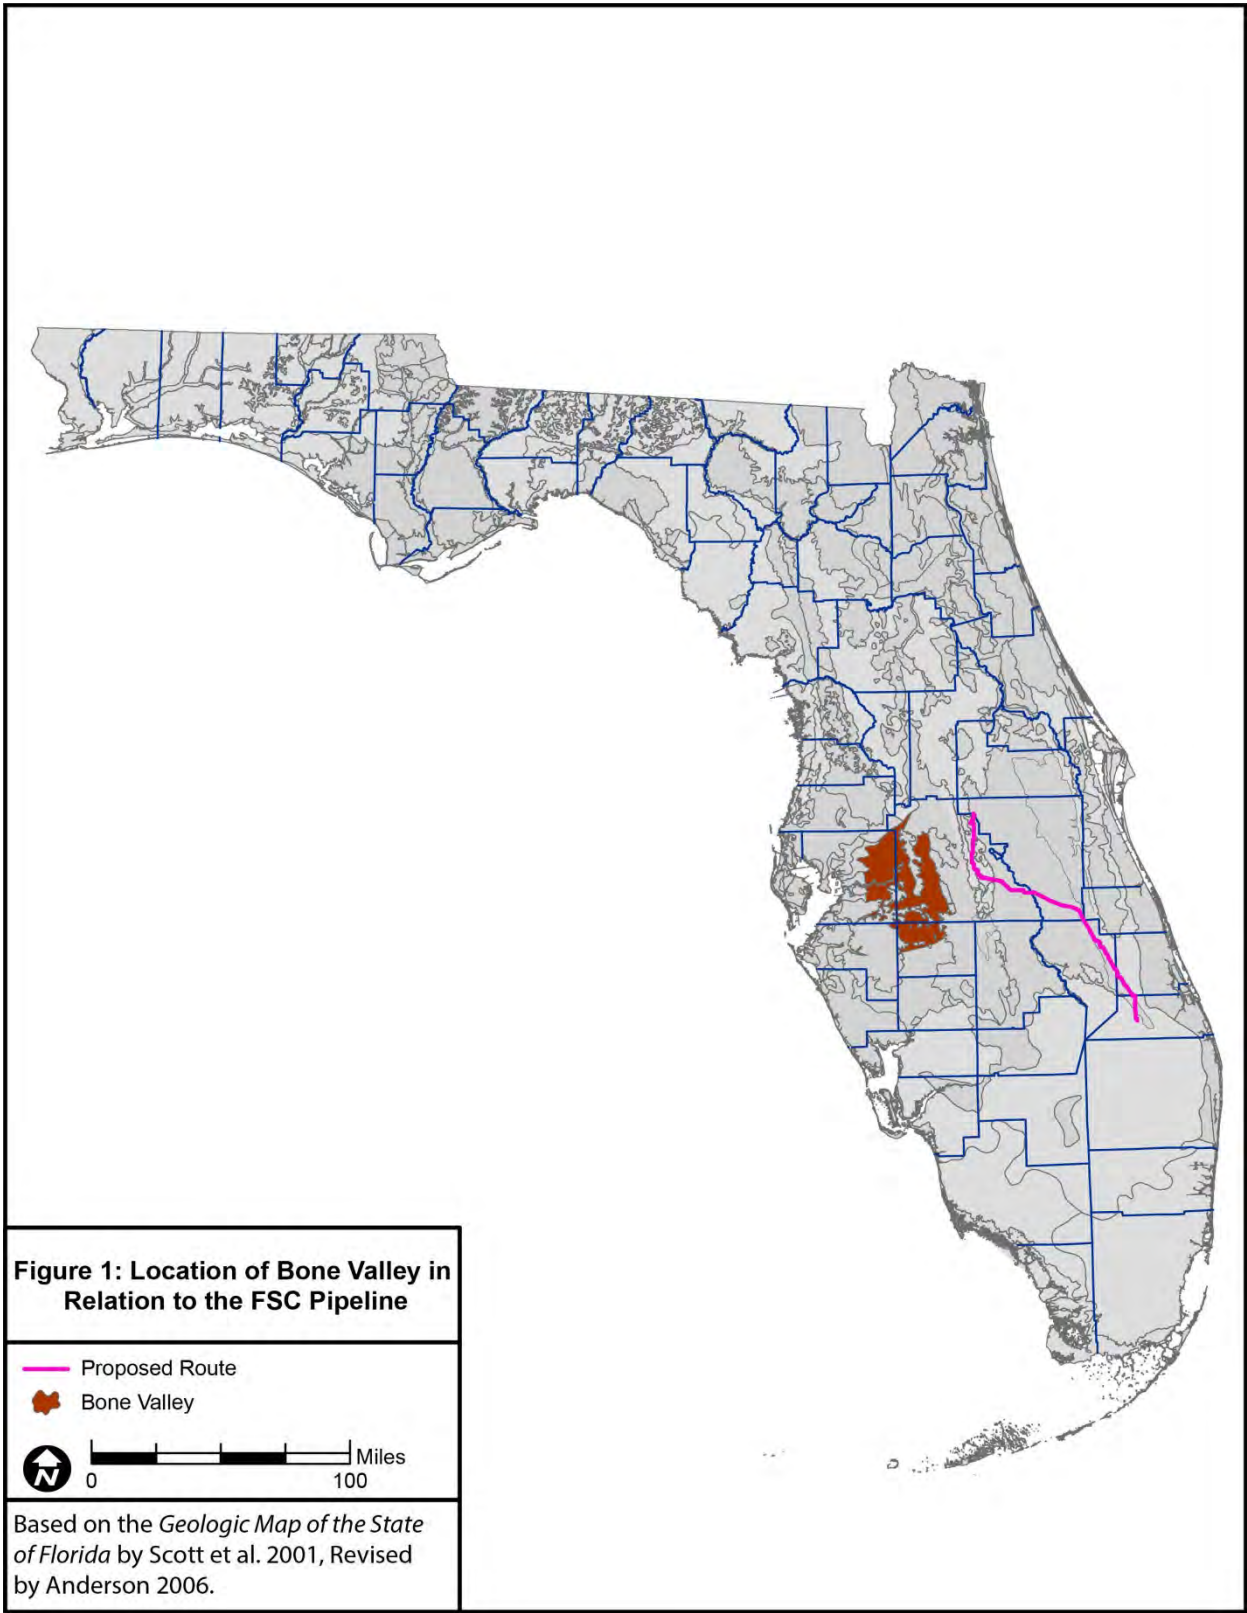 Figure 1: Location of Bone Valley in
Relation to the FSC Pipeline
Proposed Route
Bone Valley
N
Miles
0 100
Based on the Geologic Map of the State
of Florida by Scott et al. 2001, Revised
by Anderson 2006.